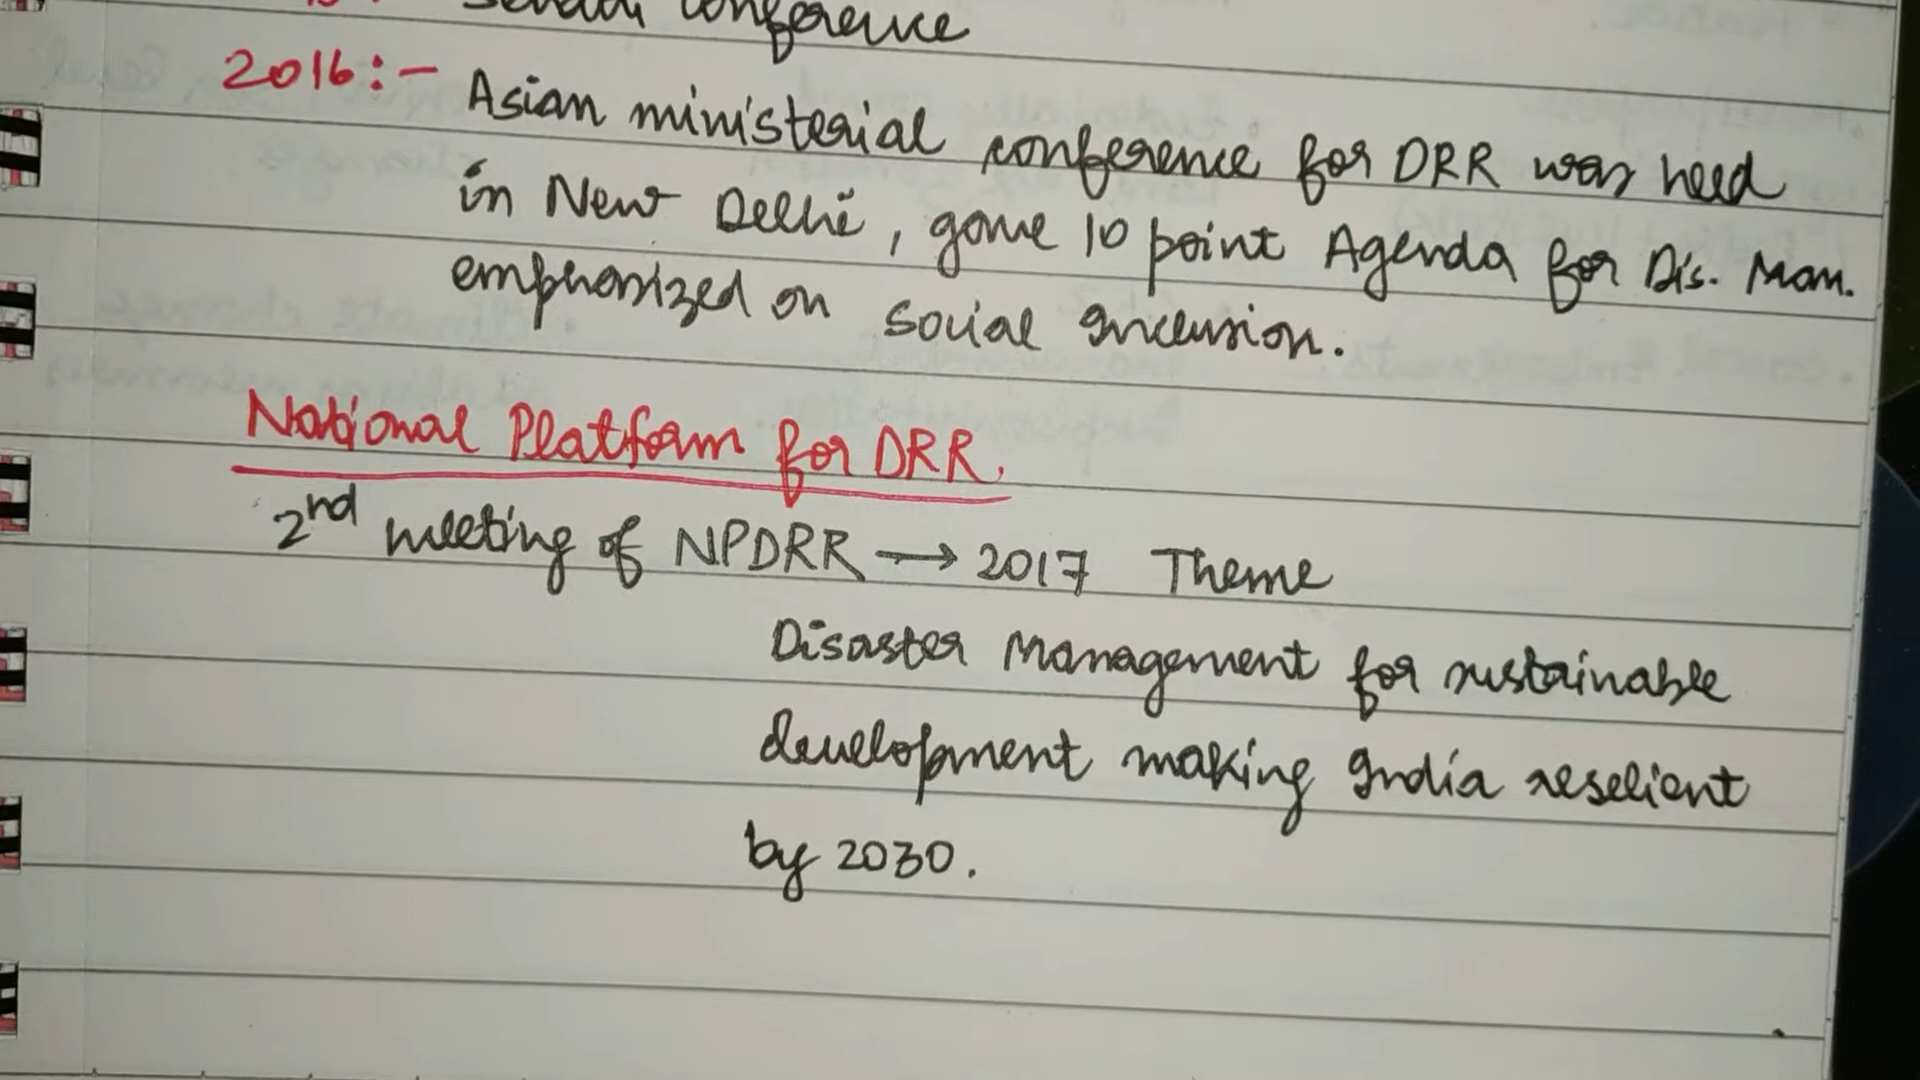 conference
2016:- Asian ministerial conference for DRR was held
in New Delhi, gave 10 point Agenda for Dis. Man.
emphasized on social inclusion.
National Platform for DRR.
2nd meeting of NPDRR → 2017 Theme
Disaster Management for sustainable
development making India reselient
by 2030.